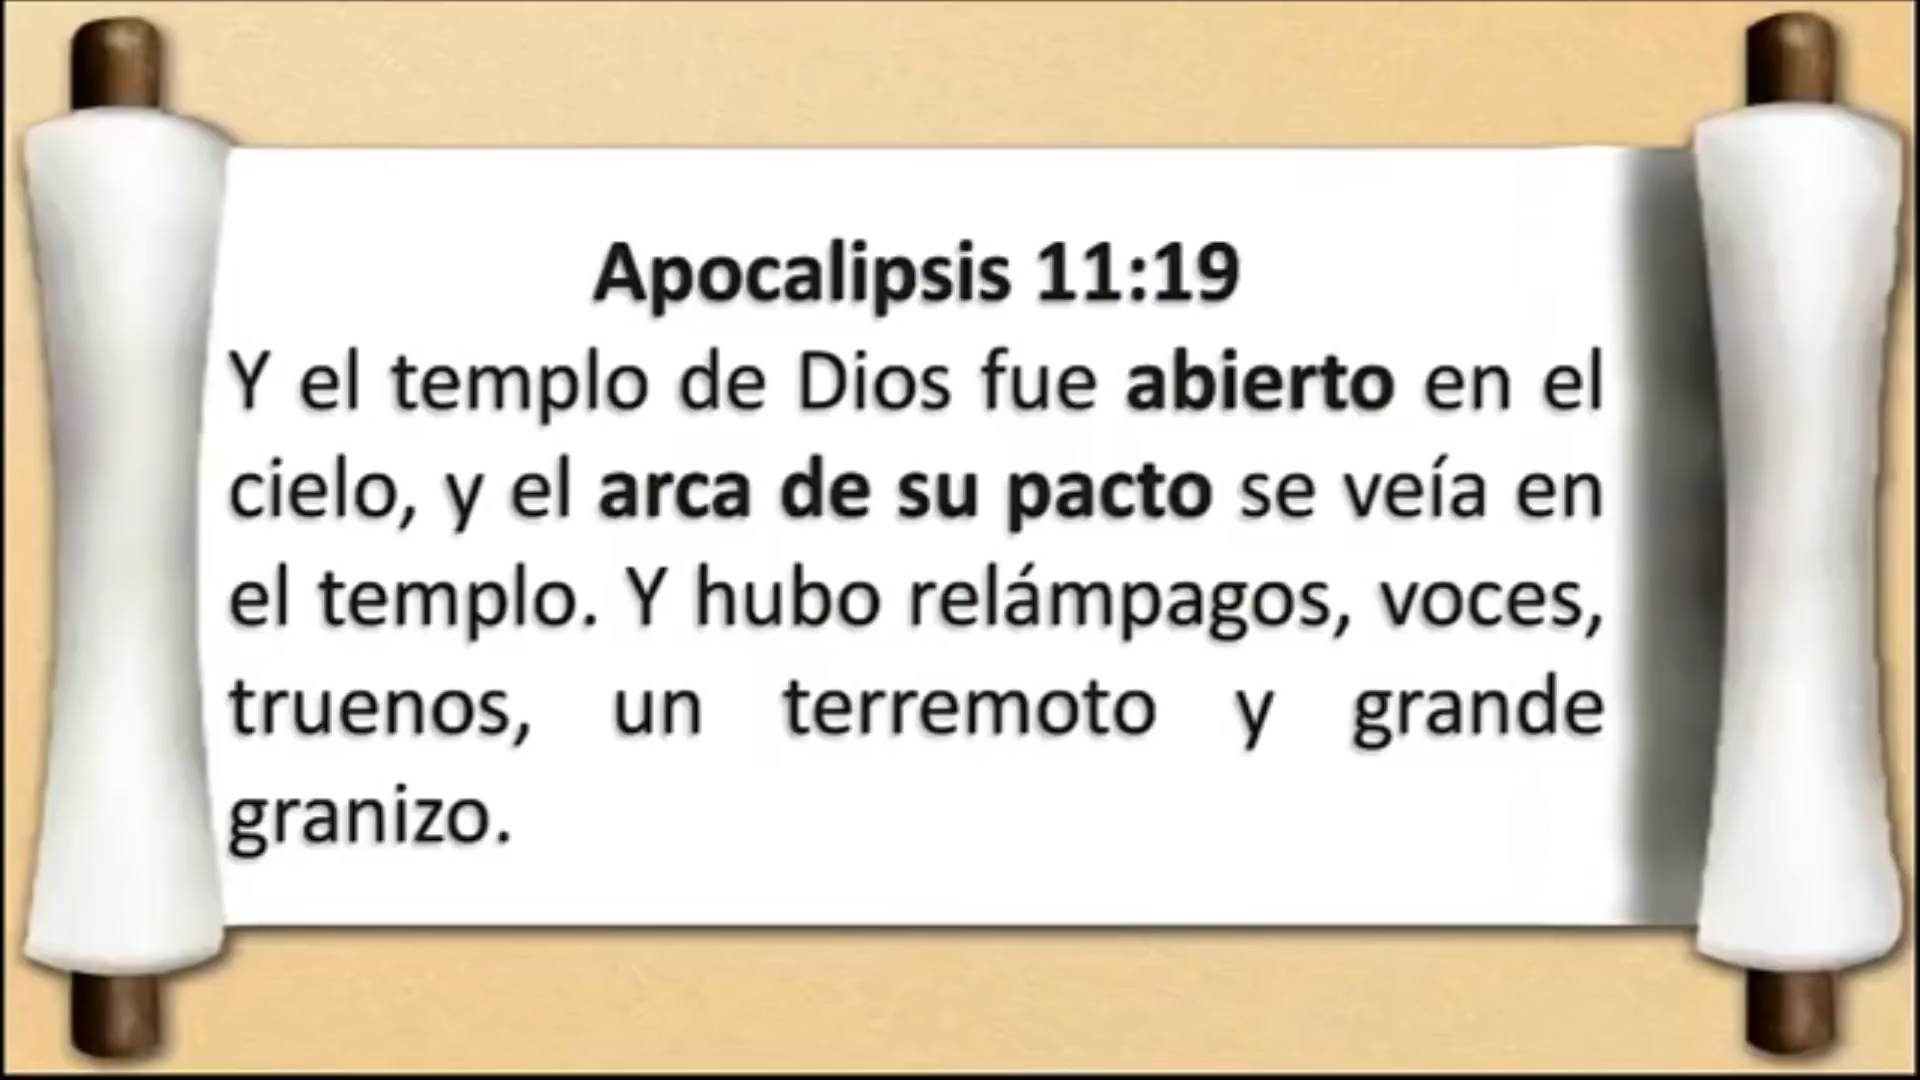 Apocalipsis 11:19
Y el templo de Dios fue abierto en el
cielo, y el arca de su pacto se veía en
el templo. Y hubo relámpagos, voces,
truenos, un terremoto y grande
granizo.